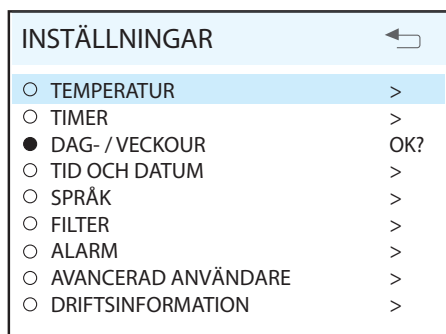 INSTÄLLNINGAR
TEMPERATUR >
TIMER >
DAG- / VECKOUR OK?
TID OCH DATUM >
SPRÅK >
FILTER >
ALARM >
AVANCERAD ANVÄNDARE >
DRIFTSINFORMATION >